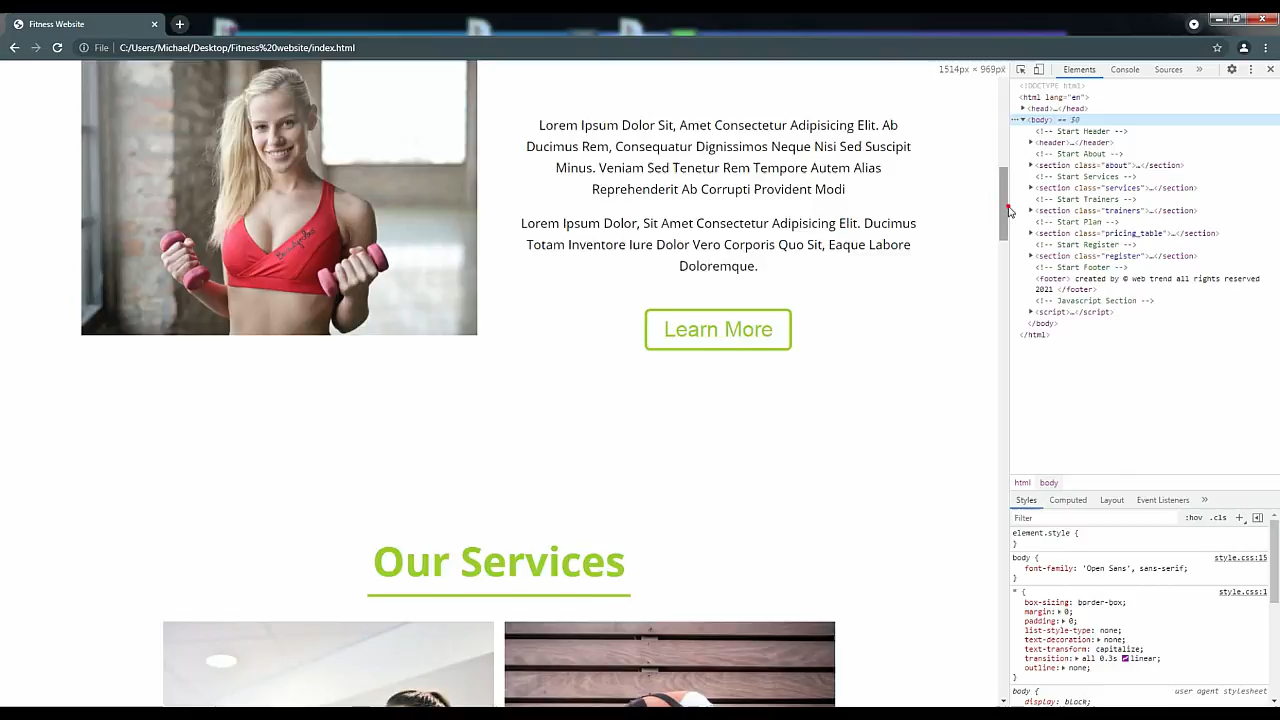 Fitness Website
File
C:/Users/Michael/Desktop/Fitness%20website/index.html
1514px × 969px
Elements
Console
Sources
Lorem Ipsum Dolor Sit, Amet Consectetur Adipisicing Elit. Ab
Ducimus Rem, Consequatur Dignissimos Neque Nisi Sed Suscipit
Minus. Veniam Sed Tenetur Rem Tempore Autem Alias
Reprehenderit Ab Corrupti Provident Modi
Lorem Ipsum Dolor, Sit Amet Consectetur Adipisicing Elit. Ducimus
Totam Inventore Iure Dolor Vero Corporis Quo Sit, Eaque Labore
Doloremque.
Learn More
Our Services
<!DOCTYPE html>
<html lang="en">
<head>…</head>
<body> == $0
<!-- Start Header -->
<header>…</header>
<!-- Start About -->
<section class="about">…</section>
<!-- Start Services -->
<section class="services">…</section>
<!-- Start Trainers -->
<section class="trainers">…</section>
<!-- Start Plan -->
<section class="pricing_table">…</section>
<!-- Start Register -->
<section class="register">…</section>
<!-- Start Footer -->
<footer> created by © web trend all rights reserved
2021 </footer>
<!-- Javascript Section -->
<script>…</script>
</body>
</html>
html body
Styles Computed Layout Event Listeners
Filter
:hov .cls
element.style {
}
body { style.css:15
font-family: 'Open Sans', sans-serif;
}
* { style.css:1
box-sizing: border-box;
margin: 0;
padding: 0;
list-style-type: none;
text-decoration: none;
text-transform: capitalize;
transition: all 0.3s linear;
outline: none;
}
body { user agent stylesheet
display: block;